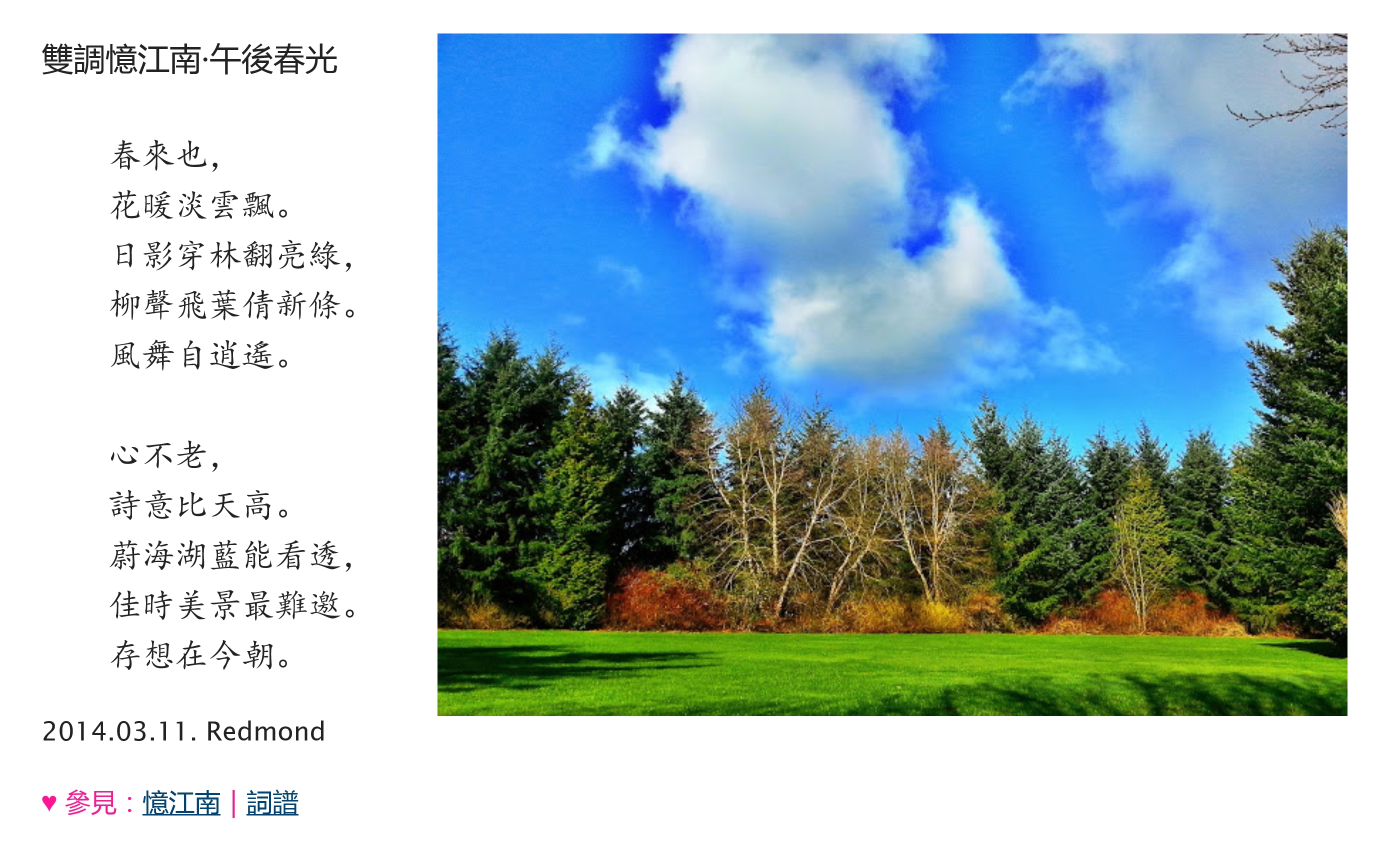 雙調憶江南·午後春光
春來也，
花暖淡雲飄。
日影穿林翻亮綠，
柳聲飛葉倩新條。
風舞自逍遙。
心不老，
詩意比天高。
蔚海湖藍能看透，
佳時美景最難邀。
存想在今朝。
2014.03.11. Redmond
♥ 參見：憶江南 | 詞譜